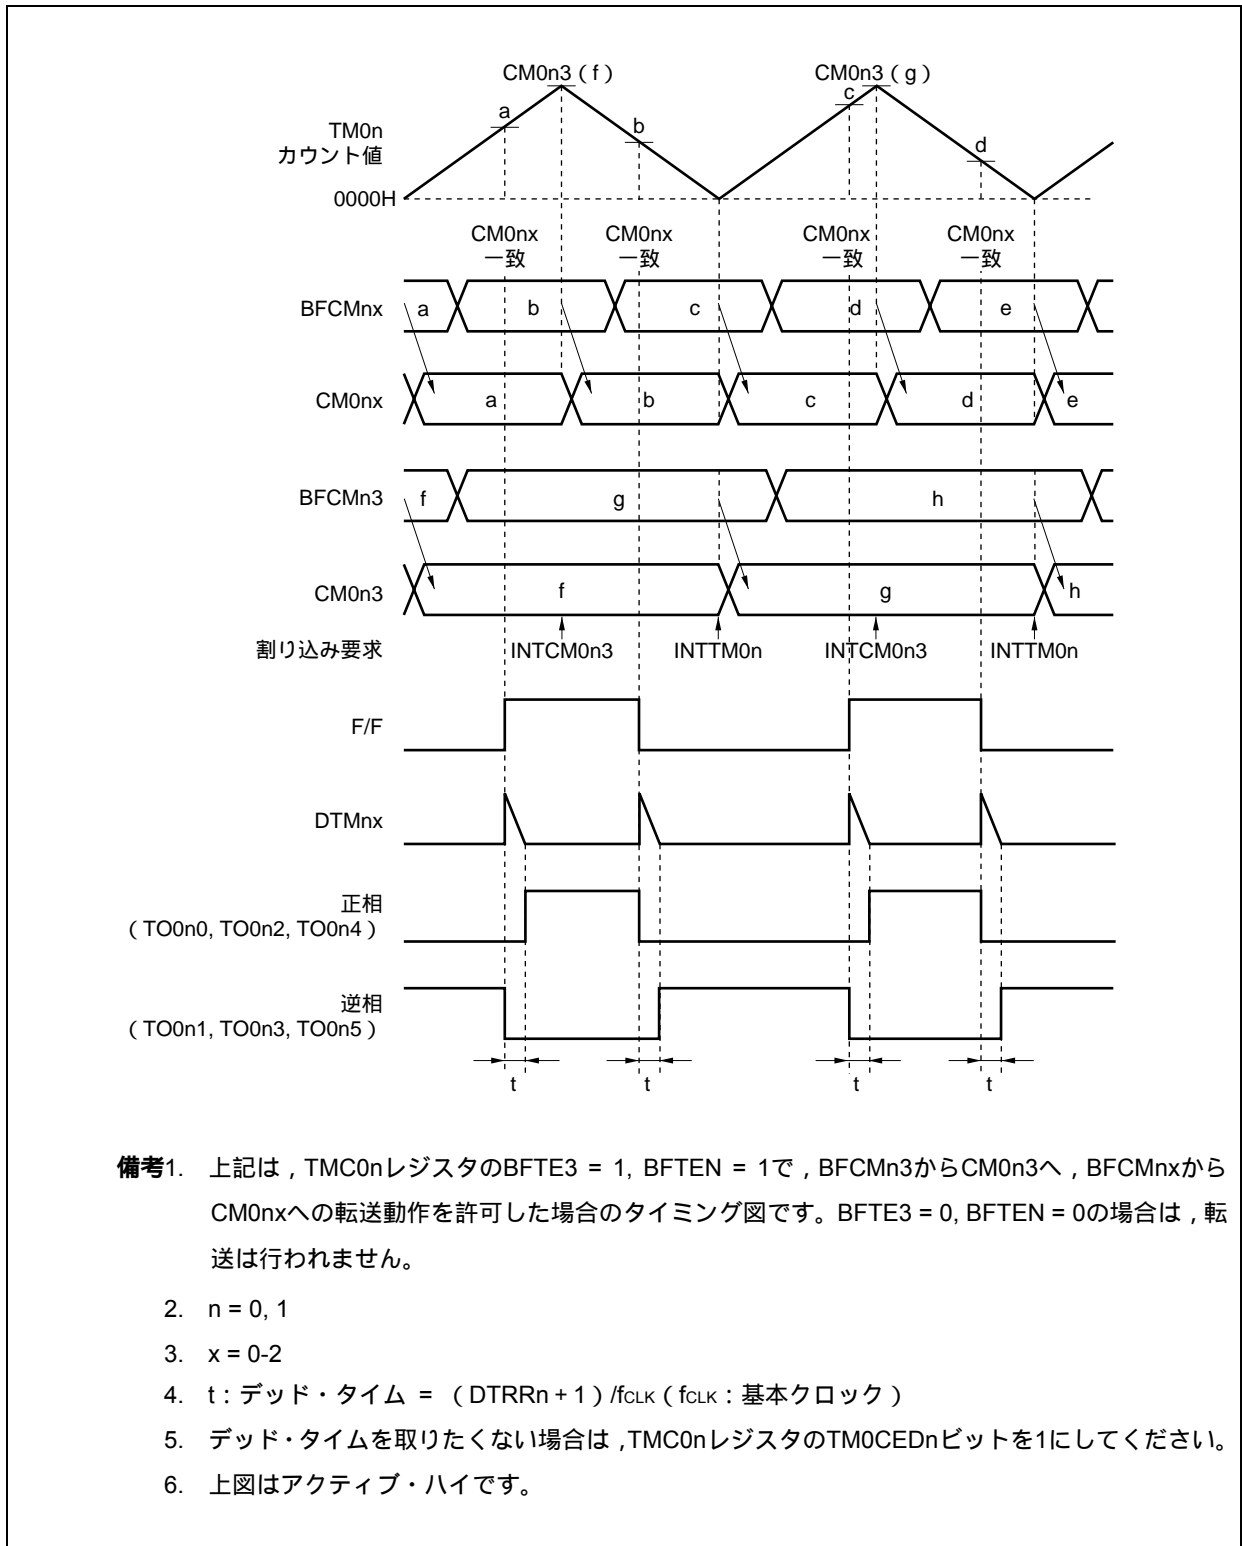 CM0n3（f）
CM0n3（g）
a
c
b
d
TM0n
カウント値
0000H
CM0nx
一致
CM0nx
一致
CM0nx
一致
CM0nx
一致
BFCMnx
a
b
c
d
e
CM0nx
a
b
c
d
e
BFCMn3
f
g
h
CM0n3
f
g
h
割り込み要求
INTCM0n3
INTTM0n
INTCM0n3
INTTM0n
F/F
DTMnx
正相
（TO0n0, TO0n2, TO0n4）
逆相
（TO0n1, TO0n3, TO0n5）
t
t
t
t
備考1. 上記は，TMC0nレジスタのBFTE3 = 1, BFTEN = 1で，BFCMn3からCM0n3へ，BFCMnxから
CM0nxへの転送動作を許可した場合のタイミング図です。BFTE3 = 0, BFTEN = 0の場合は，転
送は行われません。
2. n = 0, 1
3. x = 0-2
4. t：デッド・タイム = （DTRRn + 1）/fCLK（fCLK：基本クロック）
5. デッド・タイムを取りたくない場合は，TMC0nレジスタのTM0CEDnビットを1にしてください。
6. 上図はアクティブ・ハイです。